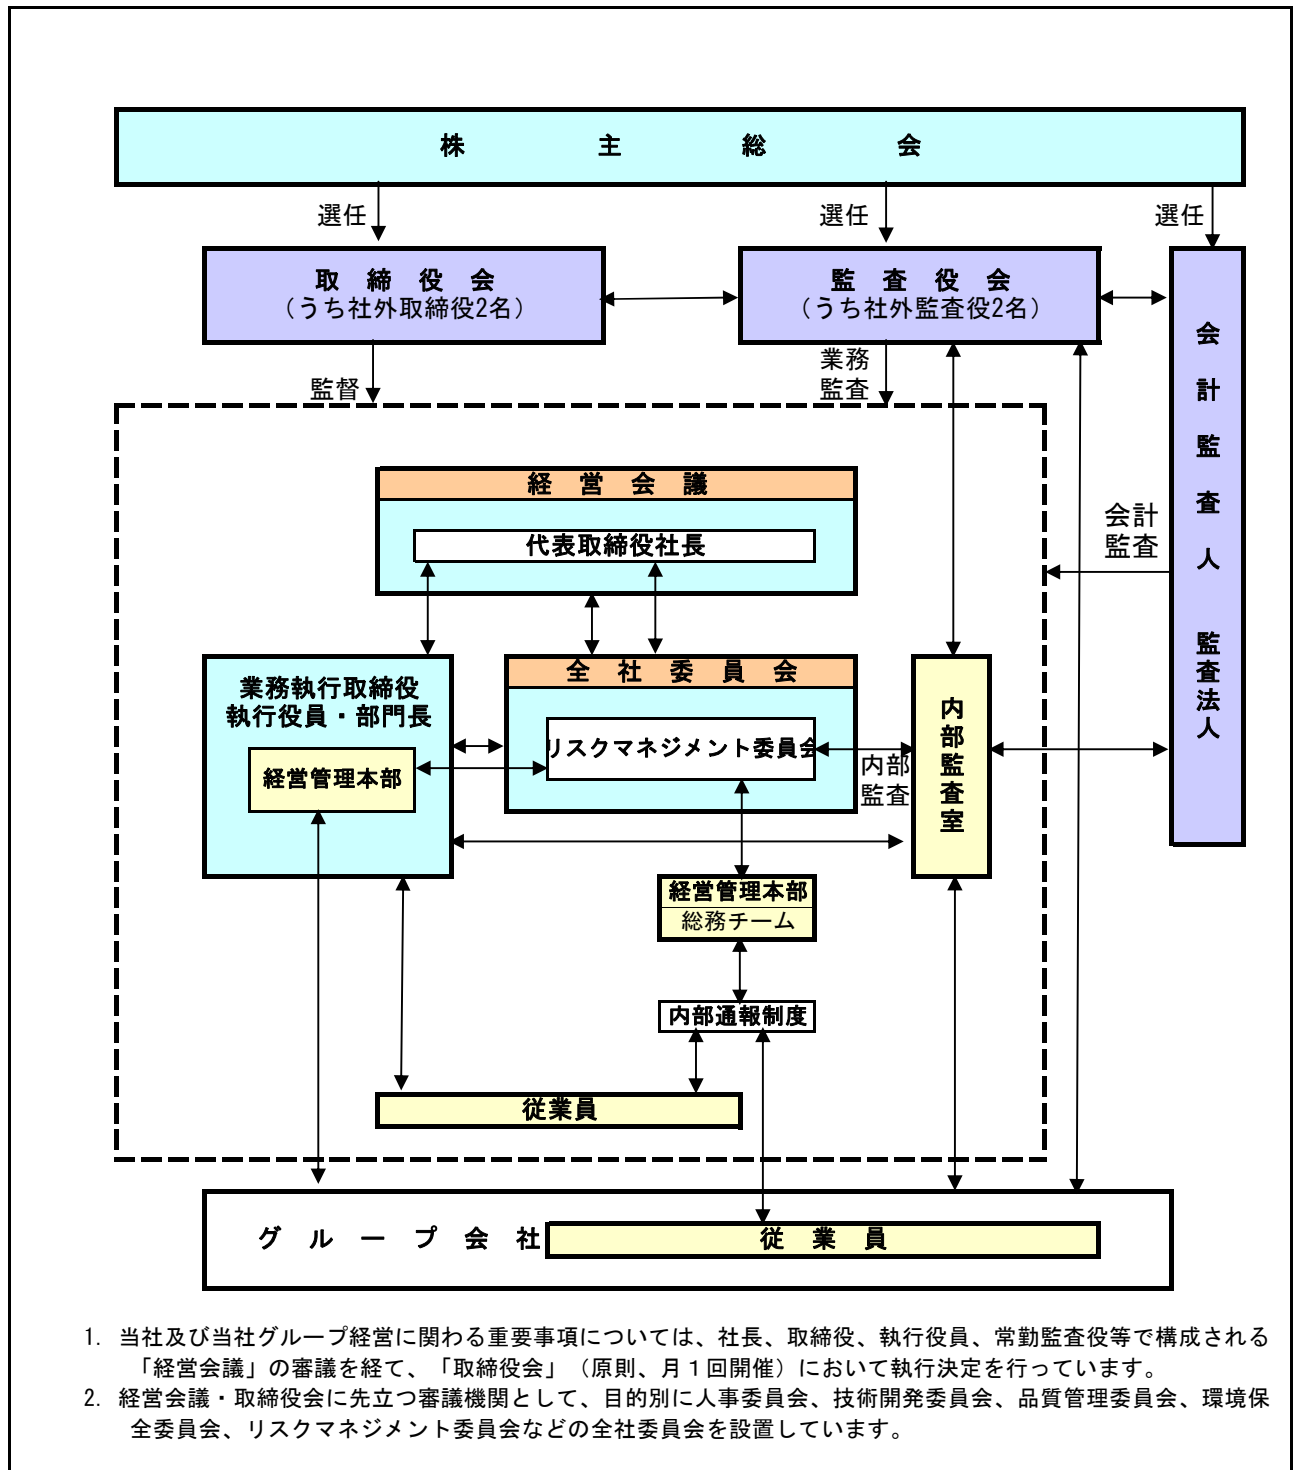 株主総会
選任
選任
選任
取締役会
（うち社外取締役2名）
監査役会
（うち社外監査役2名）
会計監査人 監査法人
監督
業務
監査
経営会議
代表取締役社長
会計
監査
業務執行取締役
執行役員・部門長
経営管理本部
全社委員会
リスクマネジメント委員会
内部
監査
内部監査室
経営管理本部
総務チーム
内部通報制度
従業員
グループ会社
従業員
1. 当社及び当社グループ経営に関わる重要事項については、社長、取締役、執行役員、常勤監査役等で構成される
「経営会議」の審議を経て、「取締役会」（原則、月１回開催）において執行決定を行っています。
2. 経営会議・取締役会に先立つ審議機関として、目的別に人事委員会、技術開発委員会、品質管理委員会、環境保
全委員会、リスクマネジメント委員会などの全社委員会を設置しています。